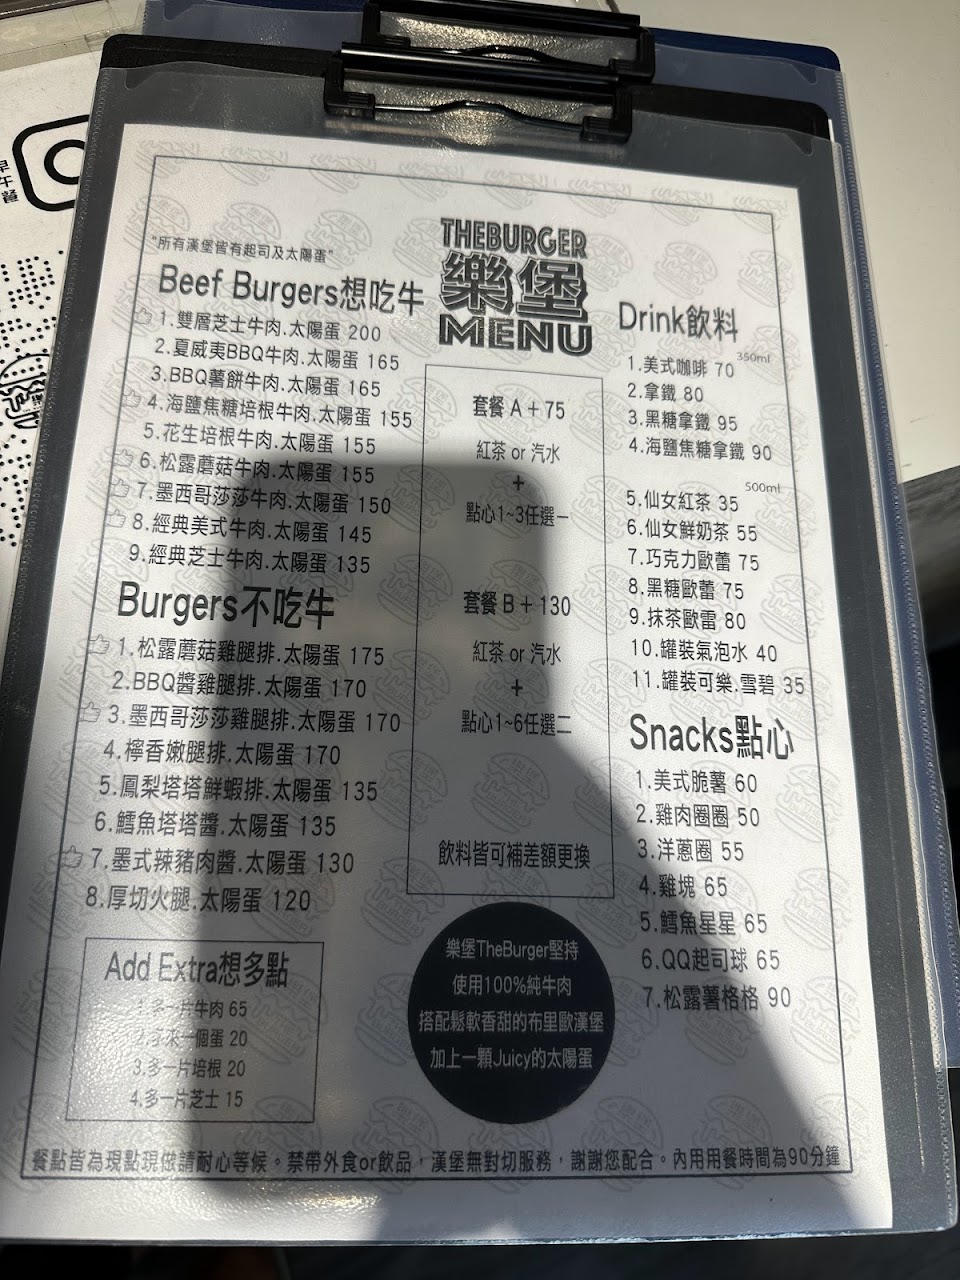 "所有漢堡皆有起司及太陽蛋"
Beef Burgers想吃牛
1.雙層芝士牛肉.太陽蛋 200
2.夏威夷BBQ牛肉.太陽蛋 165
3.BBQ薯餅牛肉.太陽蛋 165
4.海鹽焦糖培根牛肉.太陽蛋 155
5.花生培根牛肉.太陽蛋 155
6.松露蘑菇牛肉.太陽蛋 155
7.墨西哥莎莎牛肉.太陽蛋 150
8.經典美式牛肉.太陽蛋 145
9.經典芝士牛肉.太陽蛋 135
Burgers不吃牛
1.松露蘑菇雞腿排.太陽蛋 175
2.BBQ醬雞腿排.太陽蛋 170
3.墨西哥莎莎雞腿排.太陽蛋 170
4.檸香嫩腿排.太陽蛋 170
5.鳳梨塔塔鮮蝦排.太陽蛋 135
6.鱈魚塔塔醬.太陽蛋 135
7.墨式辣豬肉醬.太陽蛋 130
8.厚切火腿.太陽蛋 120
Add Extra想多點
1.多一片牛肉 65
2.多來一個蛋 20
3.多一片培根 20
4.多一片芝士 15
THEBURGER
樂堡
MENU
套餐 A + 75
紅茶 or 汽水
+
點心1~3任選一
套餐 B + 130
紅茶 or 汽水
+
點心1~6任選二
飲料皆可補差額更換
樂堡TheBurger堅持
使用100%純牛肉
搭配鬆軟香甜的布里歐漢堡
加上一顆Juicy的太陽蛋
Drink飲料
350ml
1.美式咖啡 70
2.拿鐵 80
3.黑糖拿鐵 95
4.海鹽焦糖拿鐵 90
500ml
5.仙女紅茶 35
6.仙女鮮奶茶 55
7.巧克力歐蕾 75
8.黑糖歐蕾 75
9.抹茶歐雷 80
10.罐裝氣泡水 40
11.罐裝可樂.雪碧 35
Snacks點心
1.美式脆薯 60
2.雞肉圈圈 50
3.洋蔥圈 55
4.雞塊 65
5.鱈魚星星 65
6.QQ起司球 65
7.松露薯格格 90
餐點皆為現點現做請耐心等候。禁帶外食or飲品，漢堡無對切服務，謝謝您配合。內用用餐時間為90分鐘